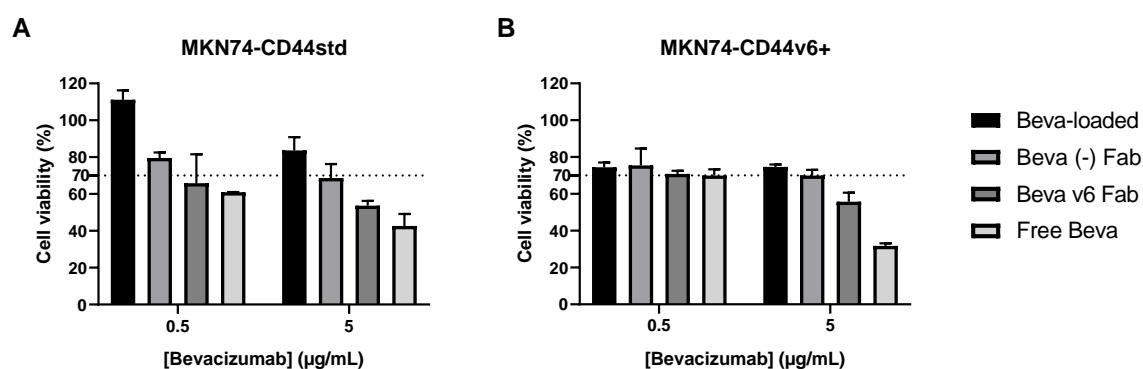 A
MKN74-CD44std
Cell viability (%)
120
100
80
70
60
40
20
0
0.5
5
[Bevacizumab] (µg/mL)
B
MKN74-CD44v6+
Cell viability (%)
120
100
80
70
60
40
20
0
0.5
5
[Bevacizumab] (µg/mL)
Beva-loaded
Beva (-) Fab
Beva v6 Fab
Free Beva